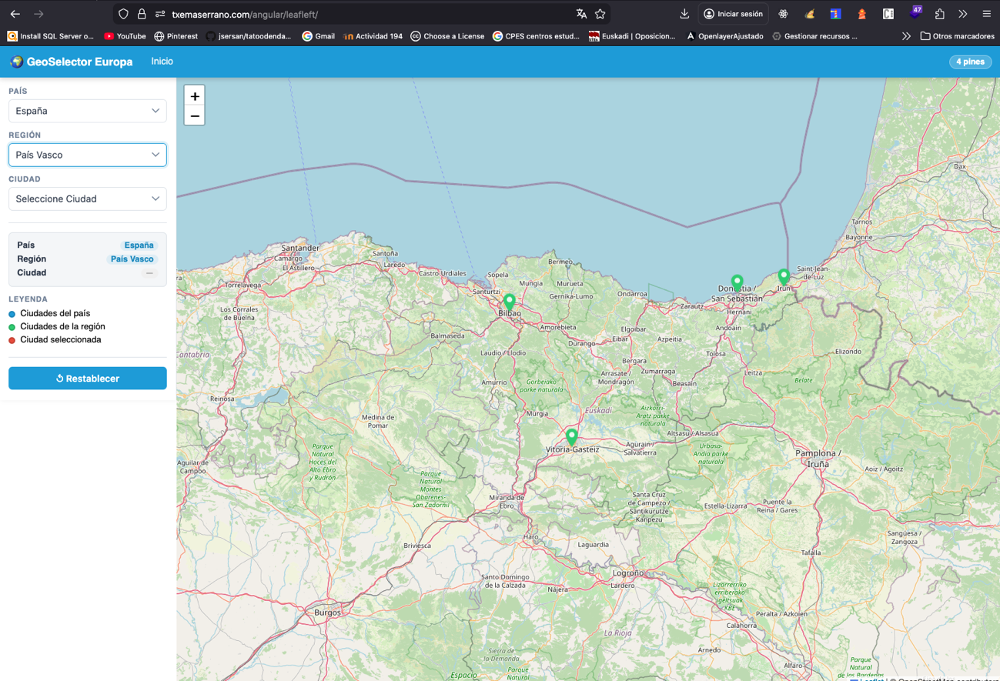 txemaserrano.com/angular/leafleft/
Iniciar sesión
47
Install SQL Server o...
YouTube
Pinterest
jsersan/tatoodenda...
Gmail
Actividad 194
Choose a License
CPES centros estud...
Euskadi | Oposicion...
OpenlayerAjustado
Gestionar recursos ...
Otros marcadores
GeoSelector Europa
Inicio
4 pines
PAÍS
España
REGIÓN
País Vasco
CIUDAD
Seleccione Ciudad
País España
Región País Vasco
Ciudad —
LEYENDA
Ciudades del país
Ciudades de la región
Ciudad seleccionada
Restablecer
+
−
Dax
Tarnos
Bayonne
Santander
Camargo
El Astillero
Santoña
Laredo
Castro Urdiales
Torrelavega
Sopela
Bermeo
Santurtzi
Mungia
Murueta
Gernika-Lumo
Ondarroa
Zarautz
Donostia /
San Sebastián
Irun
Saint-Jean-
de-Luz
Hernani
Andoain
Los Corrales
de Buelna
Bilbao
Balmaseda
Amorebieta
Durango
Elgoibar
Eibar
Azpeitia
Tolosa
Elizondo
Cantabria
Laudio / Llodio
Bergara
Arrasate /
Mondragón
Zumarraga
Beasain
Leitza
Belate
Amurrio
Gorbeiako
parke naturala
Reinosa
Murgia
Euskadi
Aizkorri-
Aratz parke
naturala
Medina de
Pomar
Altsasu / Alsasua
Vitoria-Gasteiz
Agurain /
Salvatierra
Urbasa-
Andia parke
naturala
Pamplona /
Iruña
Aoiz / Agoitz
Aguilar de
Campoo
Parque
Natural
Hoces del
Alto Ebro
y Rudrón
Parque
Natural
Montes
Obarenes-
San Zadornil
Miranda de
Ebro
Santa Cruz
de Campezo /
Santikurutze
Kanpezu
Estella-Lizarra
Puente la
Reina / Gares
Sangüesa /
Zangoza
Haro
Laguardia
Briviesca
Tafalla
Santo Domingo
de la Calzada
Logroño
Lardero
Nájera
Lizarrerriko
erriberako
igeltsuak
KBE
Burgos
Peralta / Azkoien
Calahorra
La Rioja
Arnedo
Sierra de
la Demanda
Alfaro
Espacio
Parque
Natural
Parque
Natural
de las Bardenas
Leaflet | © OpenStreetMap contributors